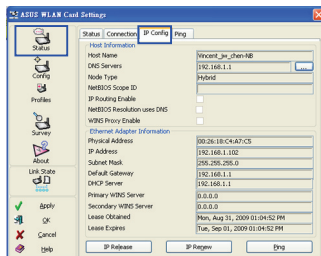 ASUS WLAN Card Settings
Status
Config
Profiles
Survey
About
Link State
Apply
OK
Cancel
Help
Status Connection IP Config Ping
Host Information
Host Name Vincent_jw_chen-NB
DNS Servers 192.168.1.1 ...
Node Type Hybrid
NetBIOS Scope ID
IP Routing Enable
NetBIOS Resolution uses DNS
WINS Proxy Enable
Ethernet Adapter Information
Physical Address 00:26:18:C4:A7:C5
IP Address 192.168.1.102
Subnet Mask 255.255.255.0
Default Gateway 192.168.1.1
DHCP Server 192.168.1.1
Primary WINS Server 0.0.0.0
Secondary WINS Server 0.0.0.0
Lease Obtained Mon, Aug 31, 2009 01:04:52 PM
Lease Expires Tue, Sep 01, 2009 01:04:52 PM
IP Release IP Renew Ping